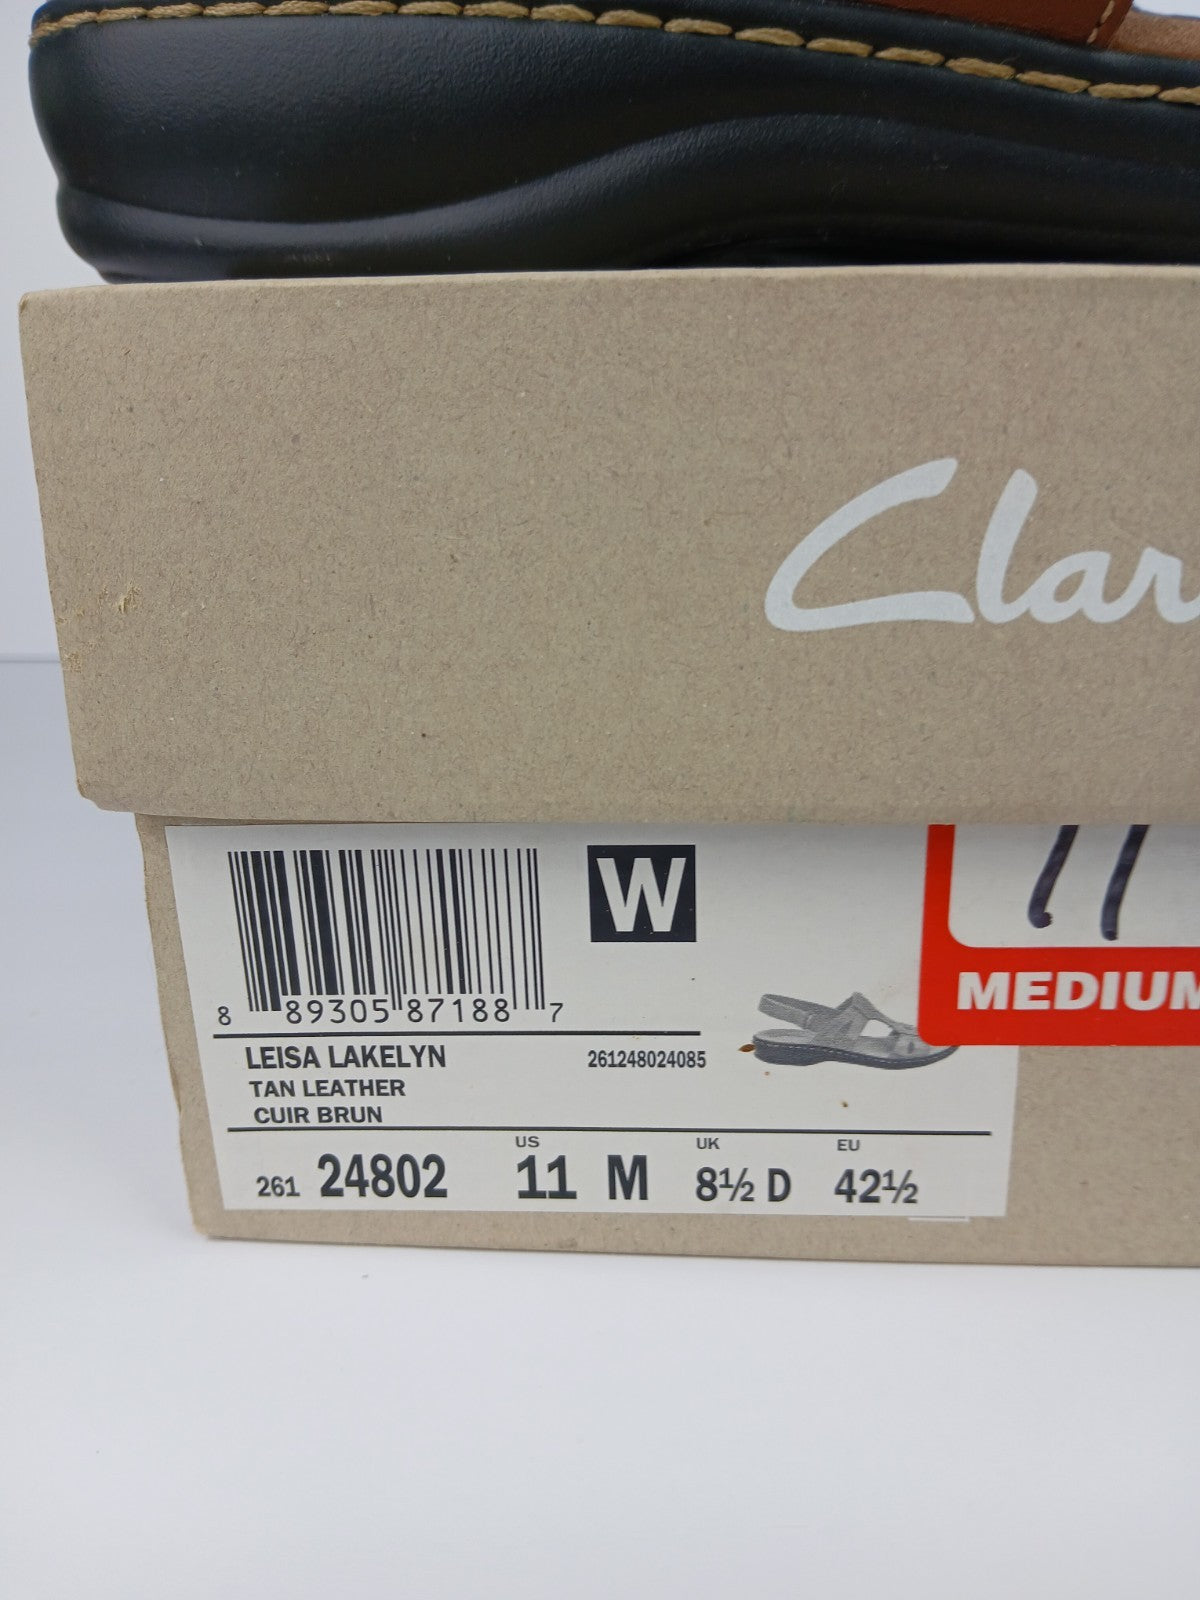 Clar
11
MEDIUM
W
8 89305 87188 7
LEISA LAKELYN 261248024085
TAN LEATHER
CUIR BRUN
US UK EU
261 24802 11 M 8½ D 42½